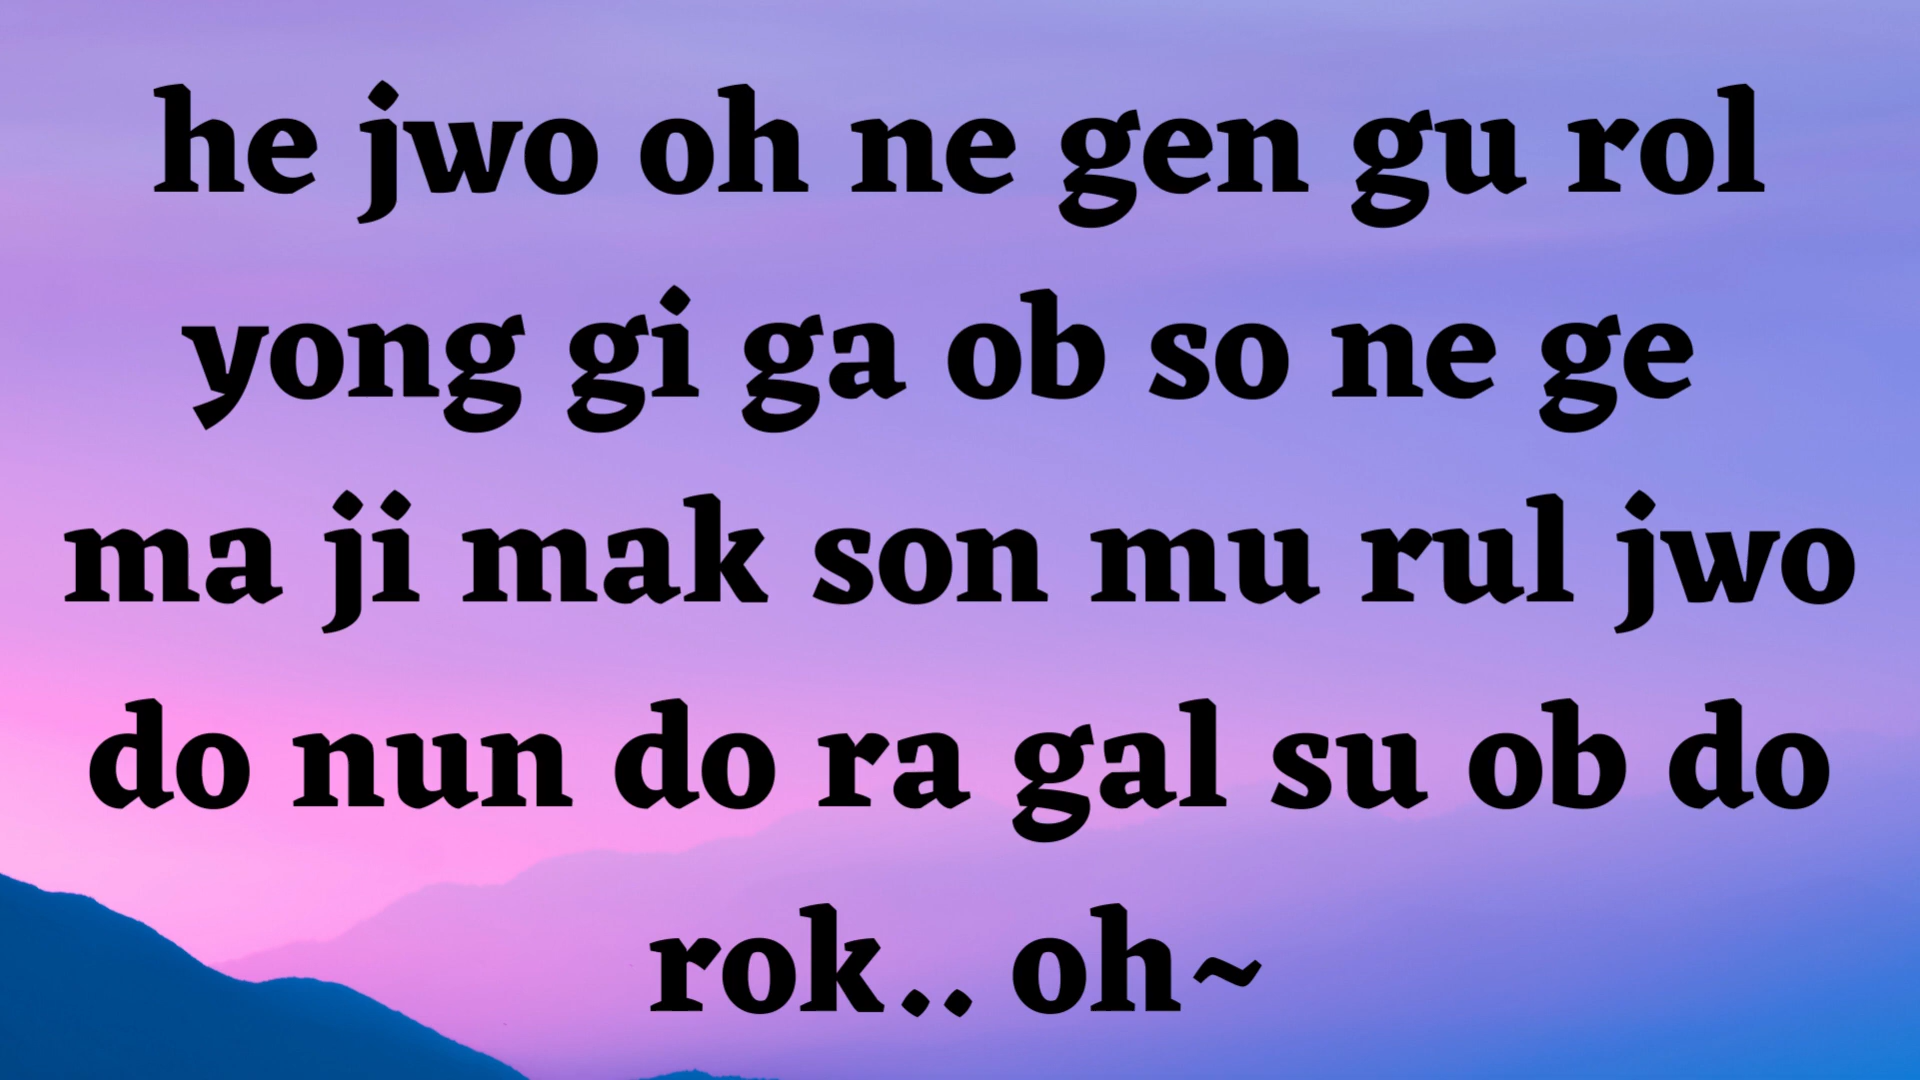 he jwo oh ne gen gu rol
yong gi ga ob so ne ge
ma ji mak son mu rul jwo
do nun do ra gal su ob do
rok.. oh~